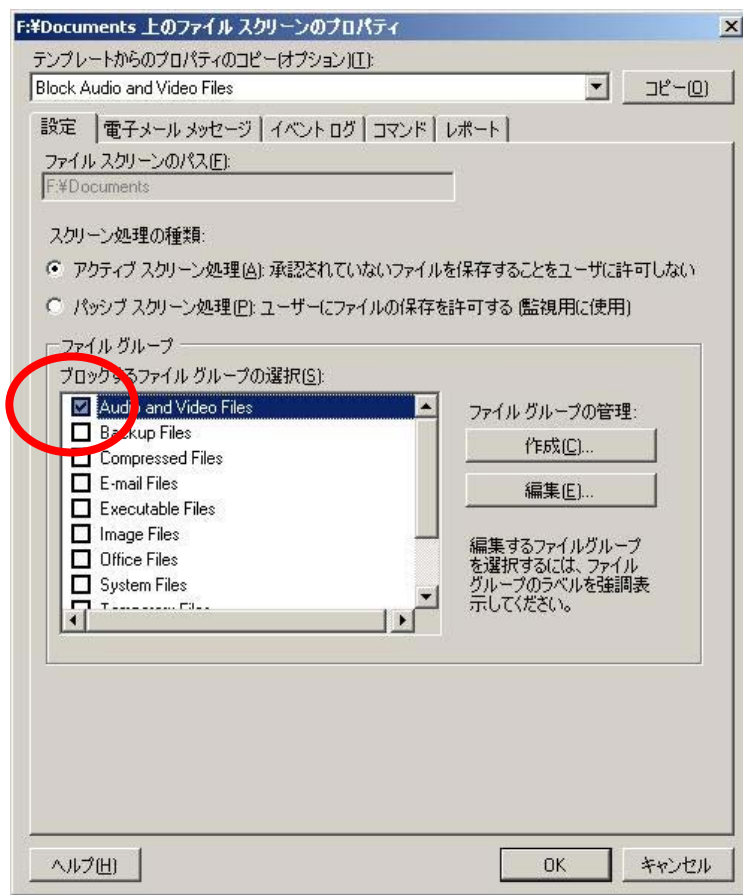 F:¥Documents 上のファイル スクリーンのプロパティ
テンプレートからのプロパティのコピー(オプション)(T):
Block Audio and Video Files
コピー(O)
設定
電子メール メッセージ
イベント ログ
コマンド
レポート
ファイル スクリーンのパス(F):
F:¥Documents
スクリーン処理の種類:
アクティブ スクリーン処理(A): 承認されていないファイルを保存することをユーザに許可しない
パッシブ スクリーン処理(P): ユーザーにファイルの保存を許可する (監視用に使用)
ファイル グループ
ブロックするファイル グループの選択(S):
Audio and Video Files
Backup Files
Compressed Files
E-mail Files
Executable Files
Image Files
Office Files
System Files
Temporary Files
ファイル グループの管理:
作成(C)...
編集(E)...
編集するファイルグループ
を選択するには、ファイル
グループのラベルを強調表
示してください。
ヘルプ(H)
OK
キャンセル